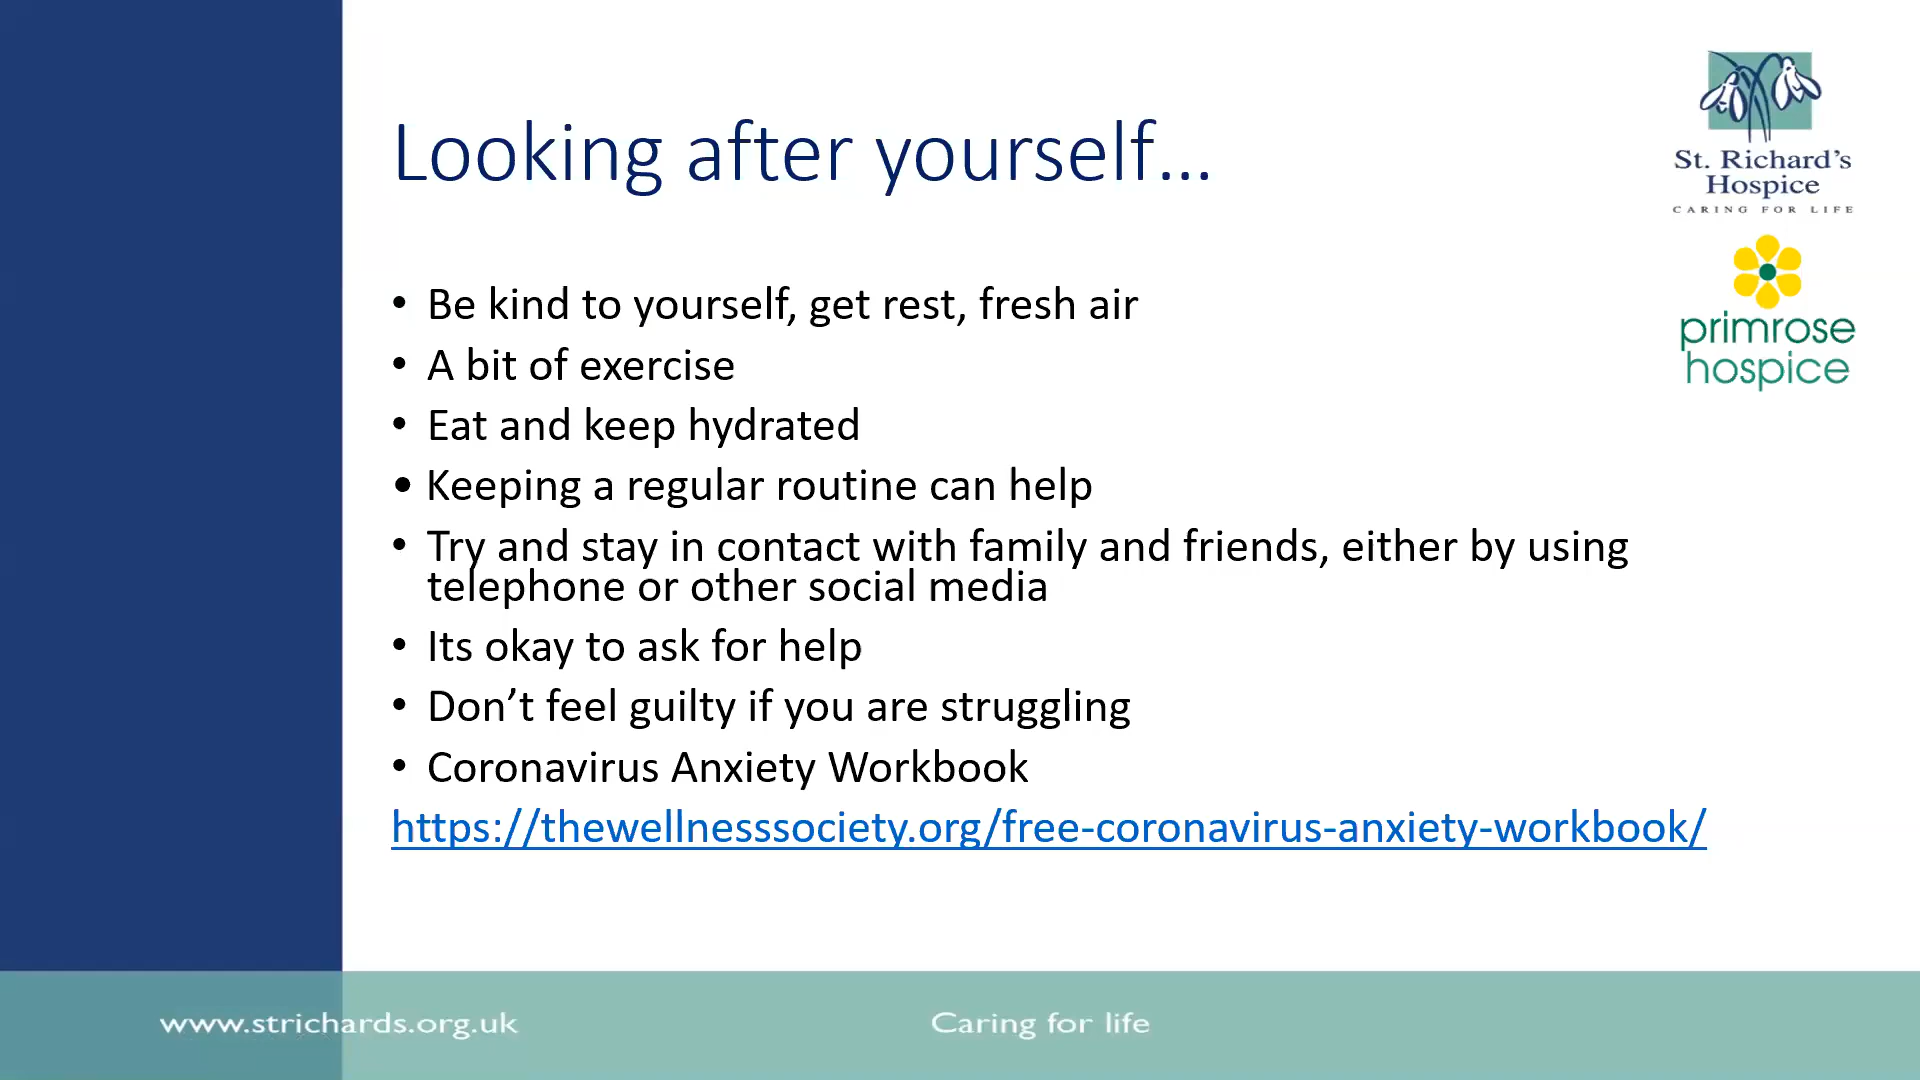 Looking after yourself...
St. Richard's
Hospice
CARING FOR LIFE
primrose
hospice
• Be kind to yourself, get rest, fresh air
• A bit of exercise
• Eat and keep hydrated
• Keeping a regular routine can help
• Try and stay in contact with family and friends, either by using
telephone or other social media
• Its okay to ask for help
• Don’t feel guilty if you are struggling
• Coronavirus Anxiety Workbook
https://thewellnesssociety.org/free-coronavirus-anxiety-workbook/
www.strichards.org.uk
Caring for life